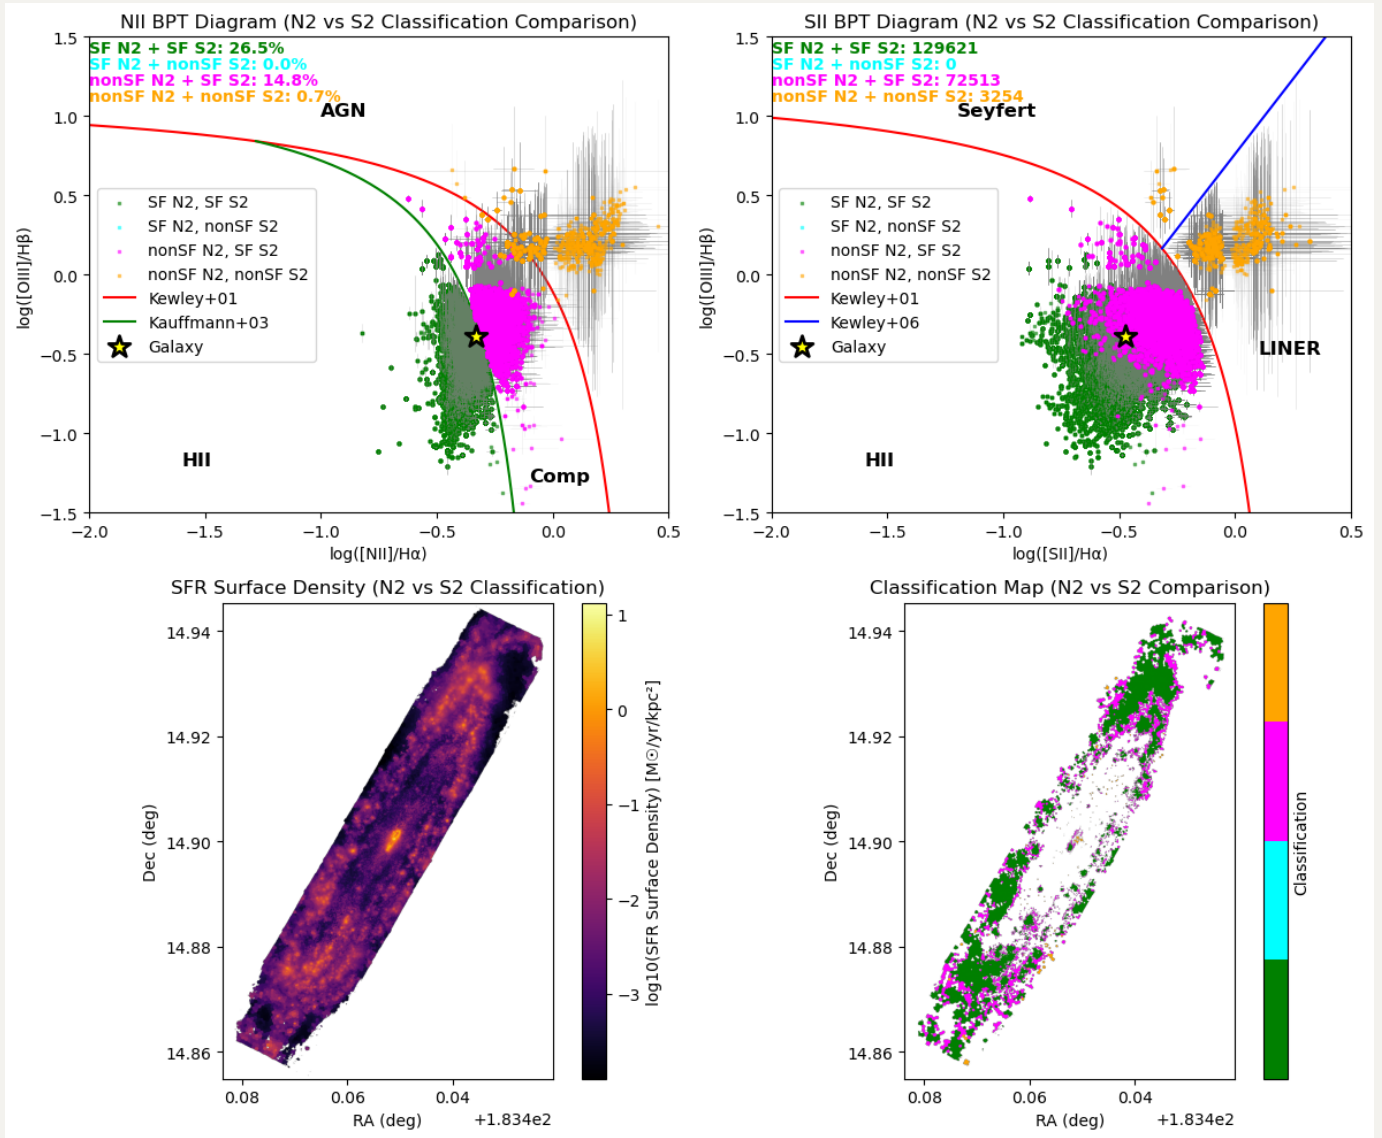 NII BPT Diagram (N2 vs S2 Classification Comparison)
SF N2 + SF S2: 26.5%
SF N2 + nonSF S2: 0.0%
nonSF N2 + SF S2: 14.8%
nonSF N2 + nonSF S2: 0.7%
AGN
SF N2, SF S2
SF N2, nonSF S2
nonSF N2, SF S2
nonSF N2, nonSF S2
Kewley+01
Kauffmann+03
Galaxy
HII
Comp
1.5
1.0
0.5
0.0
−0.5
−1.0
−1.5
log([OIII]/Hβ)
−2.0 −1.5 −1.0 −0.5 0.0 0.5
log([NII]/Hα)
SII BPT Diagram (N2 vs S2 Classification Comparison)
SF N2 + SF S2: 129621
SF N2 + nonSF S2: 0
nonSF N2 + SF S2: 72513
nonSF N2 + nonSF S2: 3254
Seyfert
SF N2, SF S2
SF N2, nonSF S2
nonSF N2, SF S2
nonSF N2, nonSF S2
Kewley+01
Kewley+06
Galaxy
LINER
HII
1.5
1.0
0.5
0.0
−0.5
−1.0
−1.5
log([OIII]/Hβ)
−2.0 −1.5 −1.0 −0.5 0.0 0.5
log([SII]/Hα)
SFR Surface Density (N2 vs S2 Classification)
14.94
14.92
14.90
14.88
14.86
Dec (deg)
0.08 0.06 0.04
+1.834e2
RA (deg)
1
0
−1
−2
−3
log10(SFR Surface Density) [M☉/yr/kpc²]
Classification Map (N2 vs S2 Comparison)
14.94
14.92
14.90
14.88
14.86
Dec (deg)
0.08 0.06 0.04
+1.834e2
RA (deg)
Classification